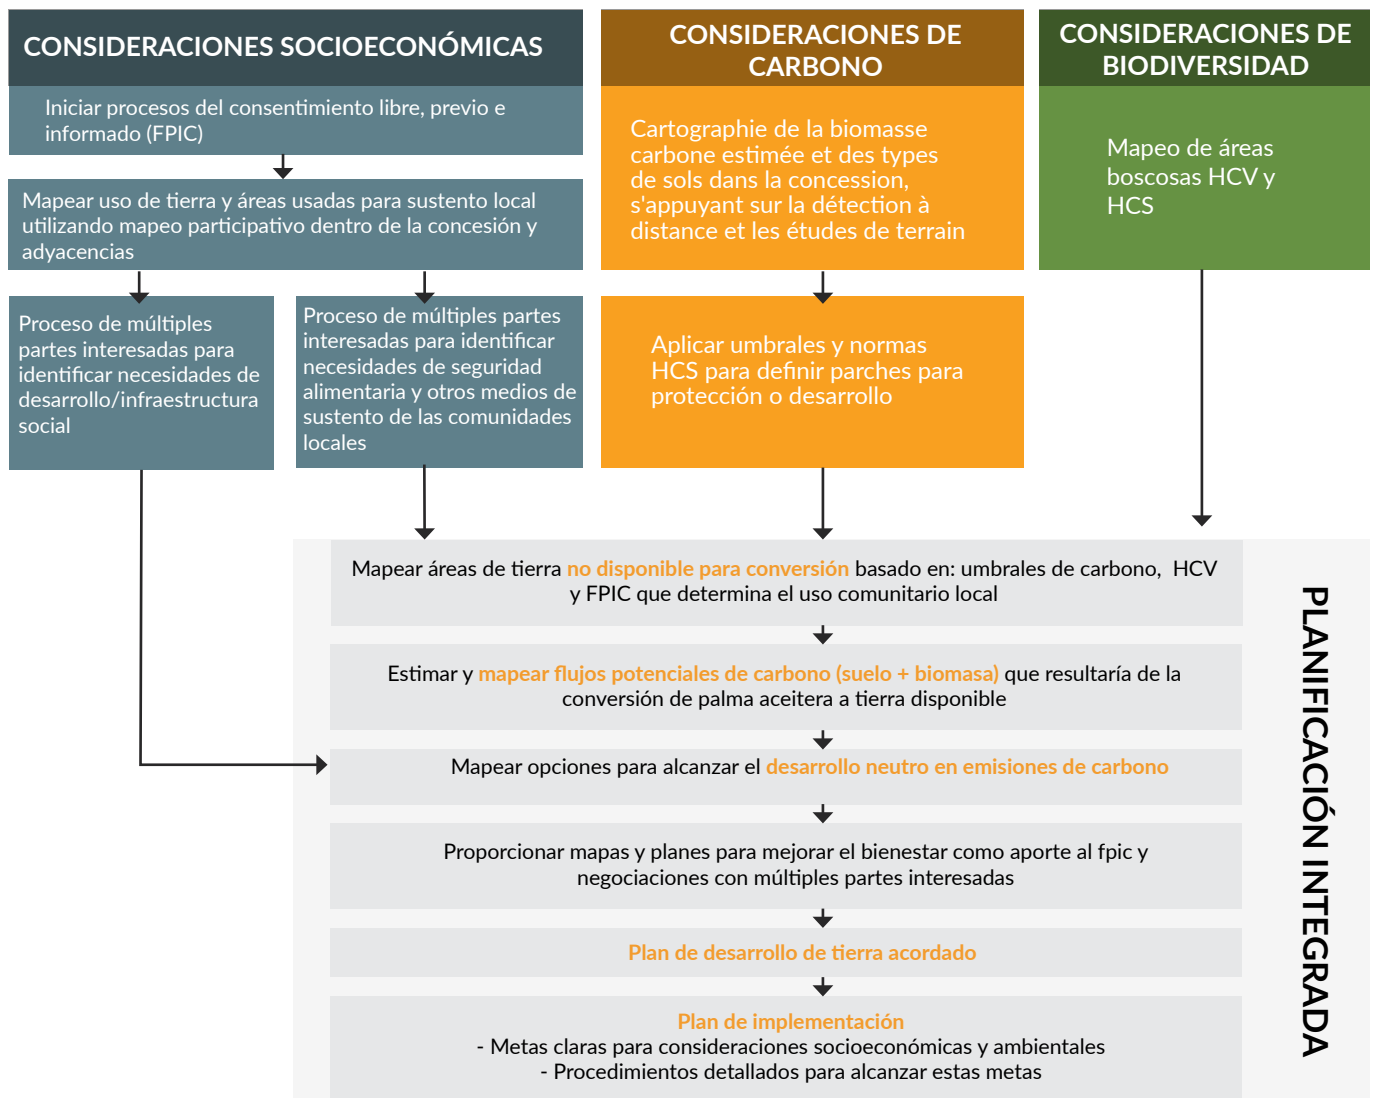 CONSIDERACIONES SOCIOECONÓMICAS
Iniciar procesos del consentimiento libre, previo e
informado (FPIC)
Mapear uso de tierra y áreas usadas para sustento local
utilizando mapeo participativo dentro de la concesión y
adyacencias
Proceso de múltiples
partes interesadas para
identificar necesidades de
desarrollo/infraestructura
social
Proceso de múltiples partes
interesadas para identificar
necesidades de seguridad
alimentaria y otros medios de
sustento de las comunidades
locales
CONSIDERACIONES DE
CARBONO
Cartographie de la biomasse
carbone estimée et des types
de sols dans la concession,
s'appuyant sur la détection à
distance et les études de terrain
Aplicar umbrales y normas
HCS para definir parches para
protección o desarrollo
CONSIDERACIONES DE
BIODIVERSIDAD
Mapeo de áreas
boscosas HCV y
HCS
Mapear áreas de tierra no disponible para conversión basado en: umbrales de carbono, HCV
y FPIC que determina el uso comunitario local
Estimar y mapear flujos potenciales de carbono (suelo + biomasa) que resultaría de la
conversión de palma aceitera a tierra disponible
Mapear opciones para alcanzar el desarrollo neutro en emisiones de carbono
Proporcionar mapas y planes para mejorar el bienestar como aporte al fpic y
negociaciones con múltiples partes interesadas
Plan de desarrollo de tierra acordado
Plan de implementación
- Metas claras para consideraciones socioeconómicas y ambientales
- Procedimientos detallados para alcanzar estas metas
PLANIFICACIÓN INTEGRADA